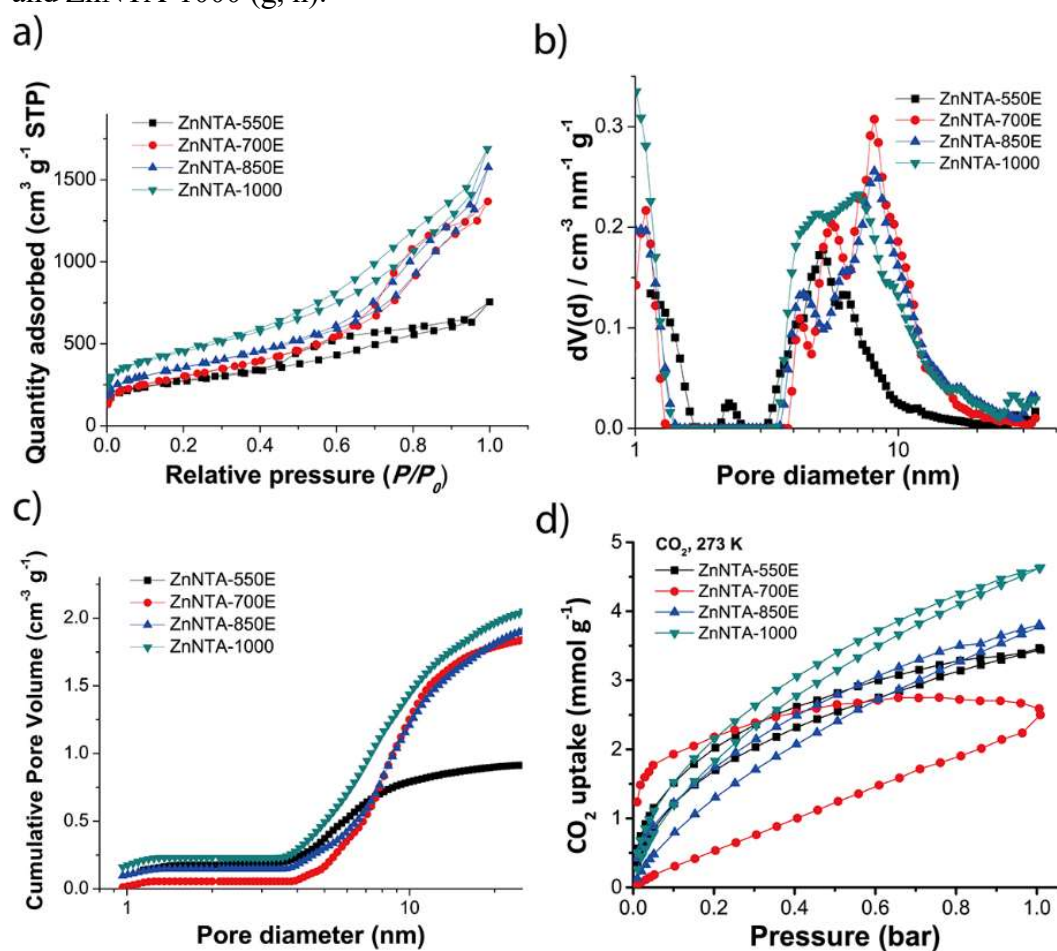 and ZnNTA-1000 (g, h).
a)
Quantity adsorbed (cm³ g⁻¹ STP)
1500
1000
500
0
ZnNTA-550E
ZnNTA-700E
ZnNTA-850E
ZnNTA-1000
0.0 0.2 0.4 0.6 0.8 1.0
Relative pressure (P/P₀)
b)
dV(d) / cm⁻³ nm⁻¹ g⁻¹
0.3
0.2
0.1
0.0
ZnNTA-550E
ZnNTA-700E
ZnNTA-850E
ZnNTA-1000
1 10
Pore diameter (nm)
c)
Cumulative Pore Volume (cm⁻³ g⁻¹)
2.0
1.5
1.0
0.5
0.0
ZnNTA-550E
ZnNTA-700E
ZnNTA-850E
ZnNTA-1000
1 10
Pore diameter (nm)
d)
CO₂ uptake (mmol g⁻¹)
5
4
3
2
1
0
CO₂, 273 K
ZnNTA-550E
ZnNTA-700E
ZnNTA-850E
ZnNTA-1000
0.0 0.2 0.4 0.6 0.8 1.0
Pressure (bar)